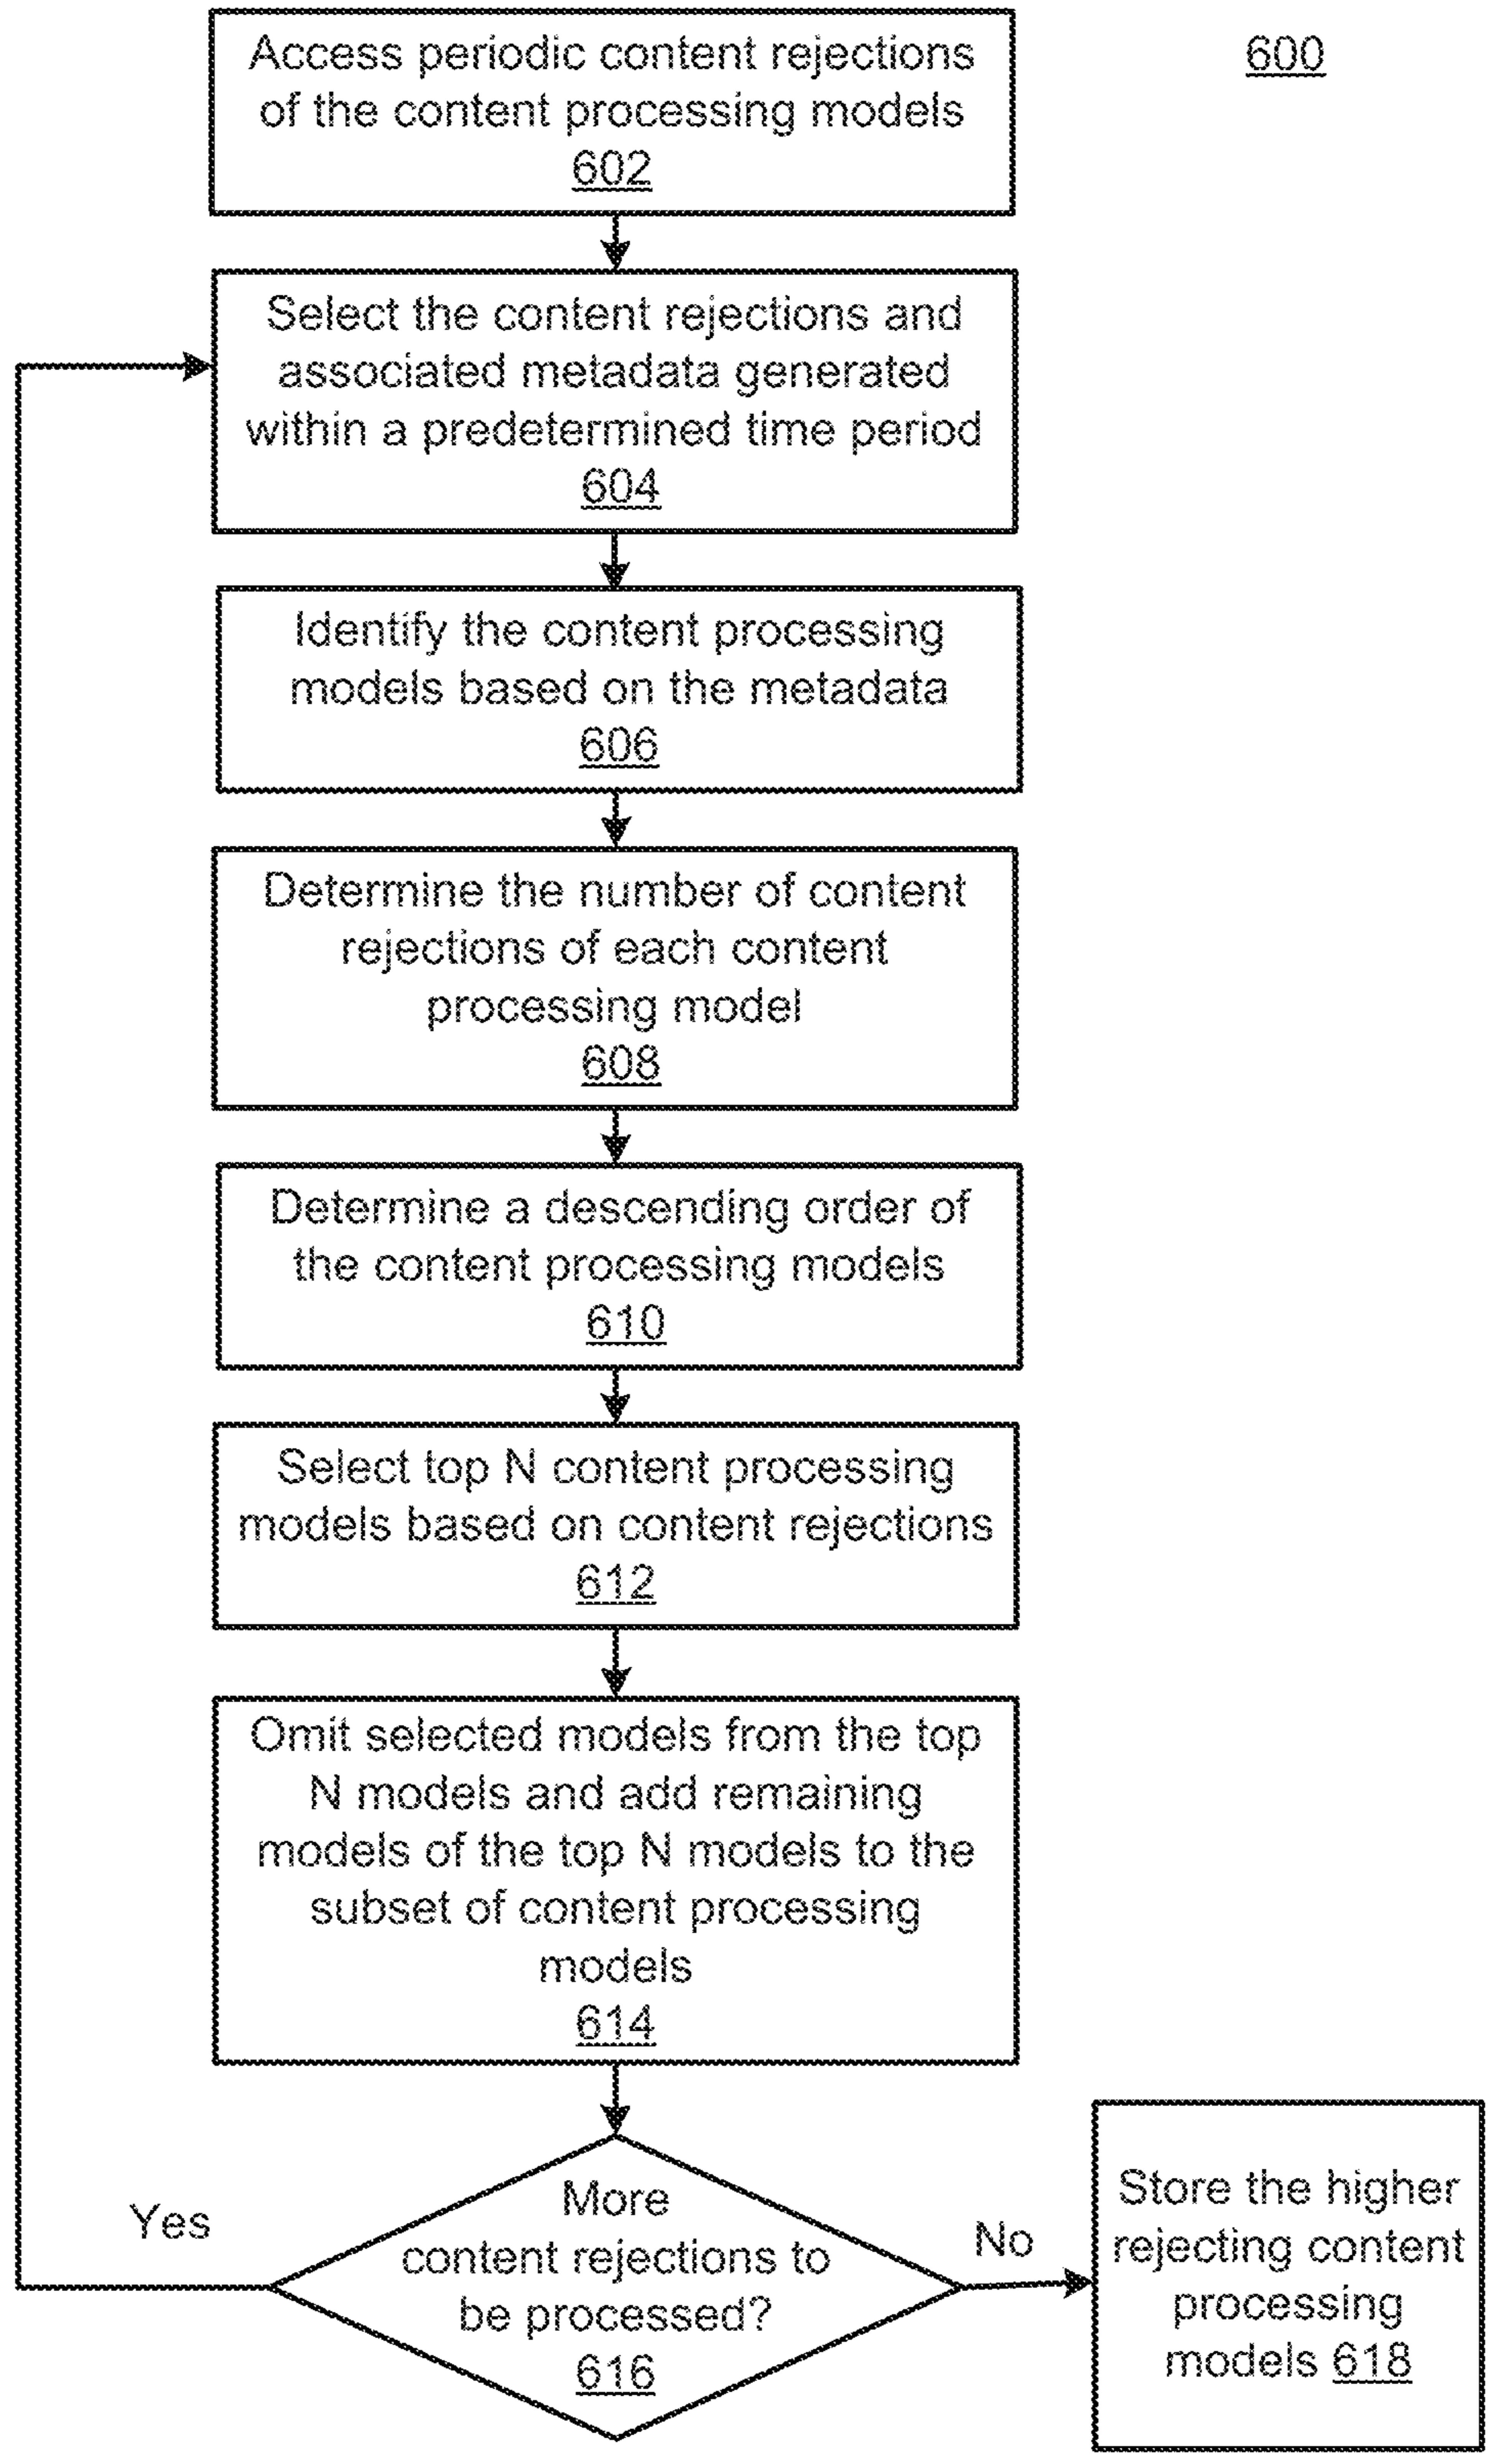 600
Access periodic content rejections
of the content processing models
602
Select the content rejections and
associated metadata generated
within a predetermined time period
604
Identify the content processing
models based on the metadata
606
Determine the number of content
rejections of each content
processing model
608
Determine a descending order of
the content processing models
610
Select top N content processing
models based on content rejections
612
Omit selected models from the top
N models and add remaining
models of the top N models to the
subset of content processing
models
614
More
content rejections to
be processed?
616
Yes
No
Store the higher
rejecting content
processing
models 618